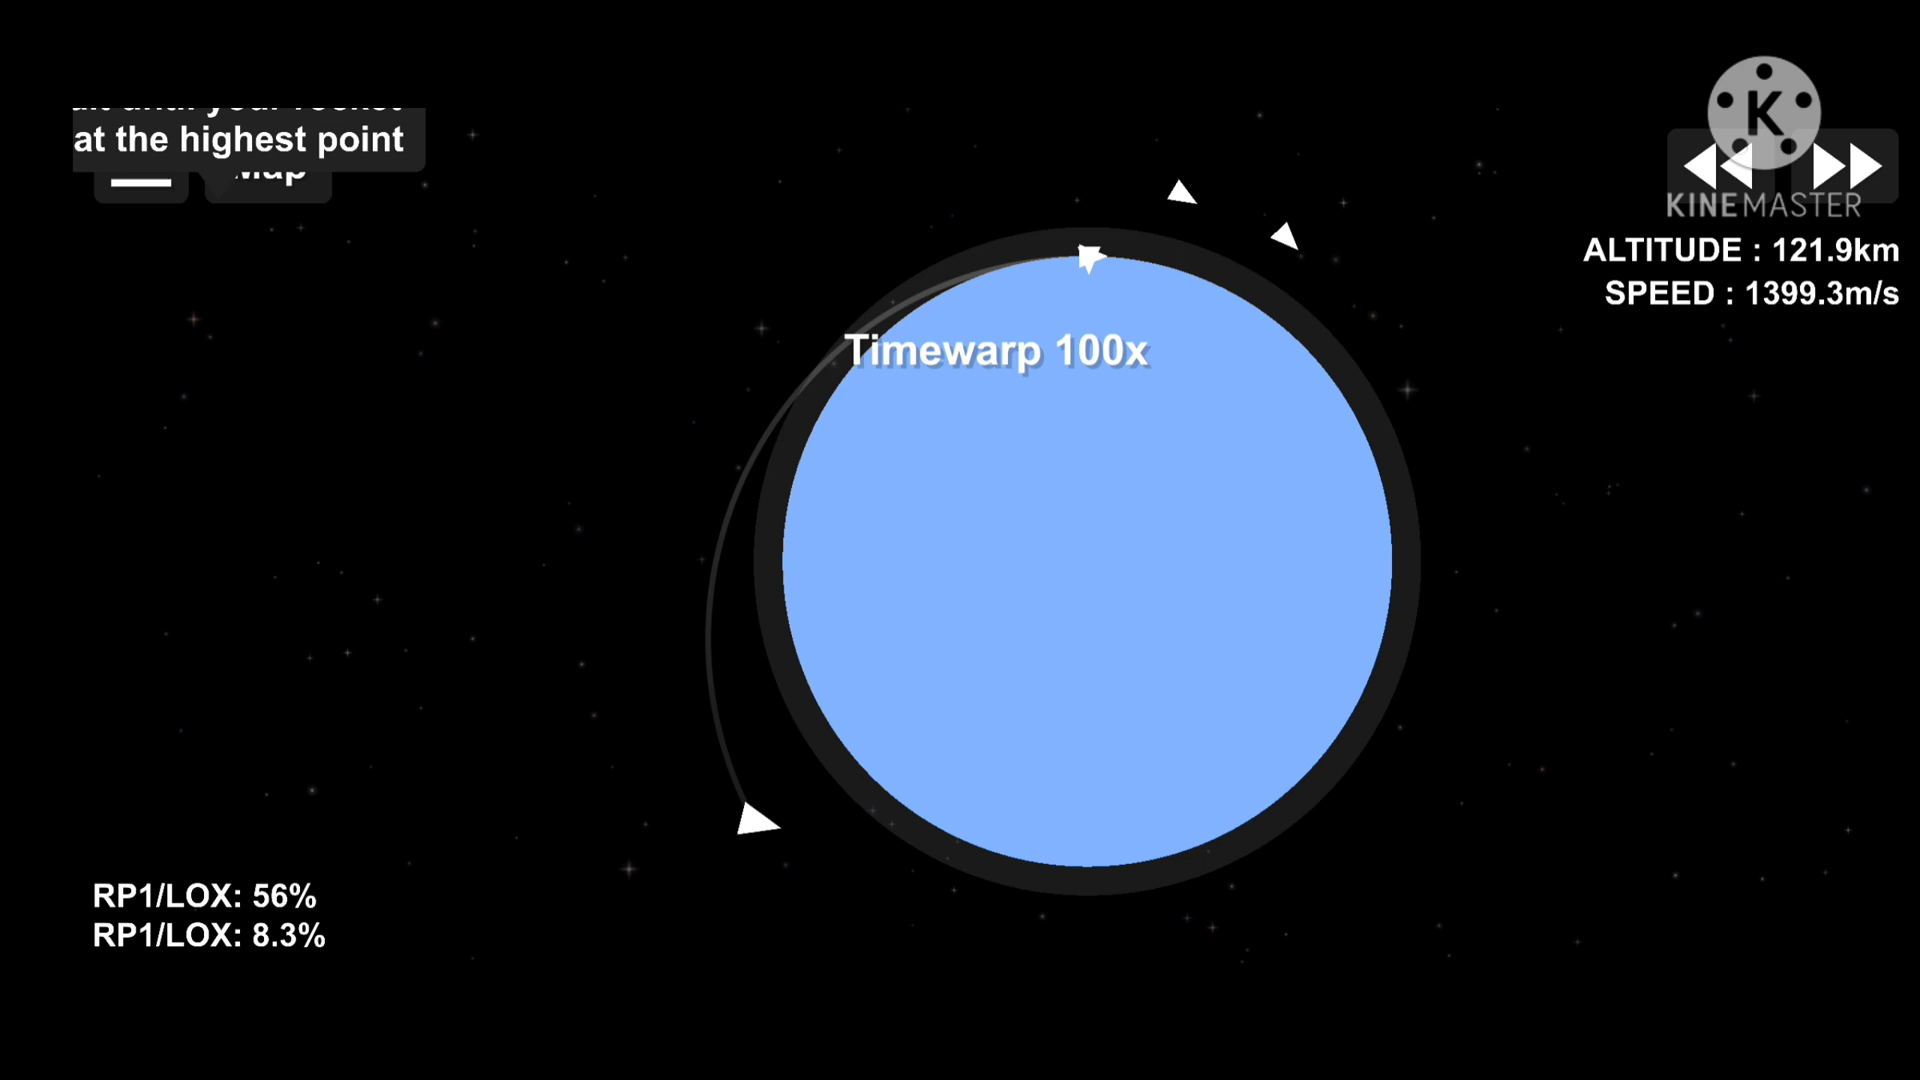 at the highest point
KINEMASTER
ALTITUDE : 121.9km
SPEED : 1399.3m/s
Timewarp 100x
RP1/LOX: 56%
RP1/LOX: 8.3%